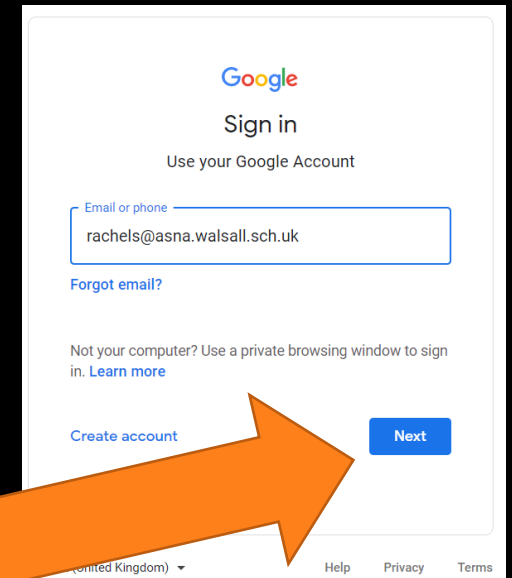 Google
Sign in
Use your Google Account
Email or phone
rachels@asna.walsall.sch.uk
Forgot email?
Not your computer? Use a private browsing window to sign
in. Learn more
Create account
Next
(United Kingdom)
Help Privacy Terms